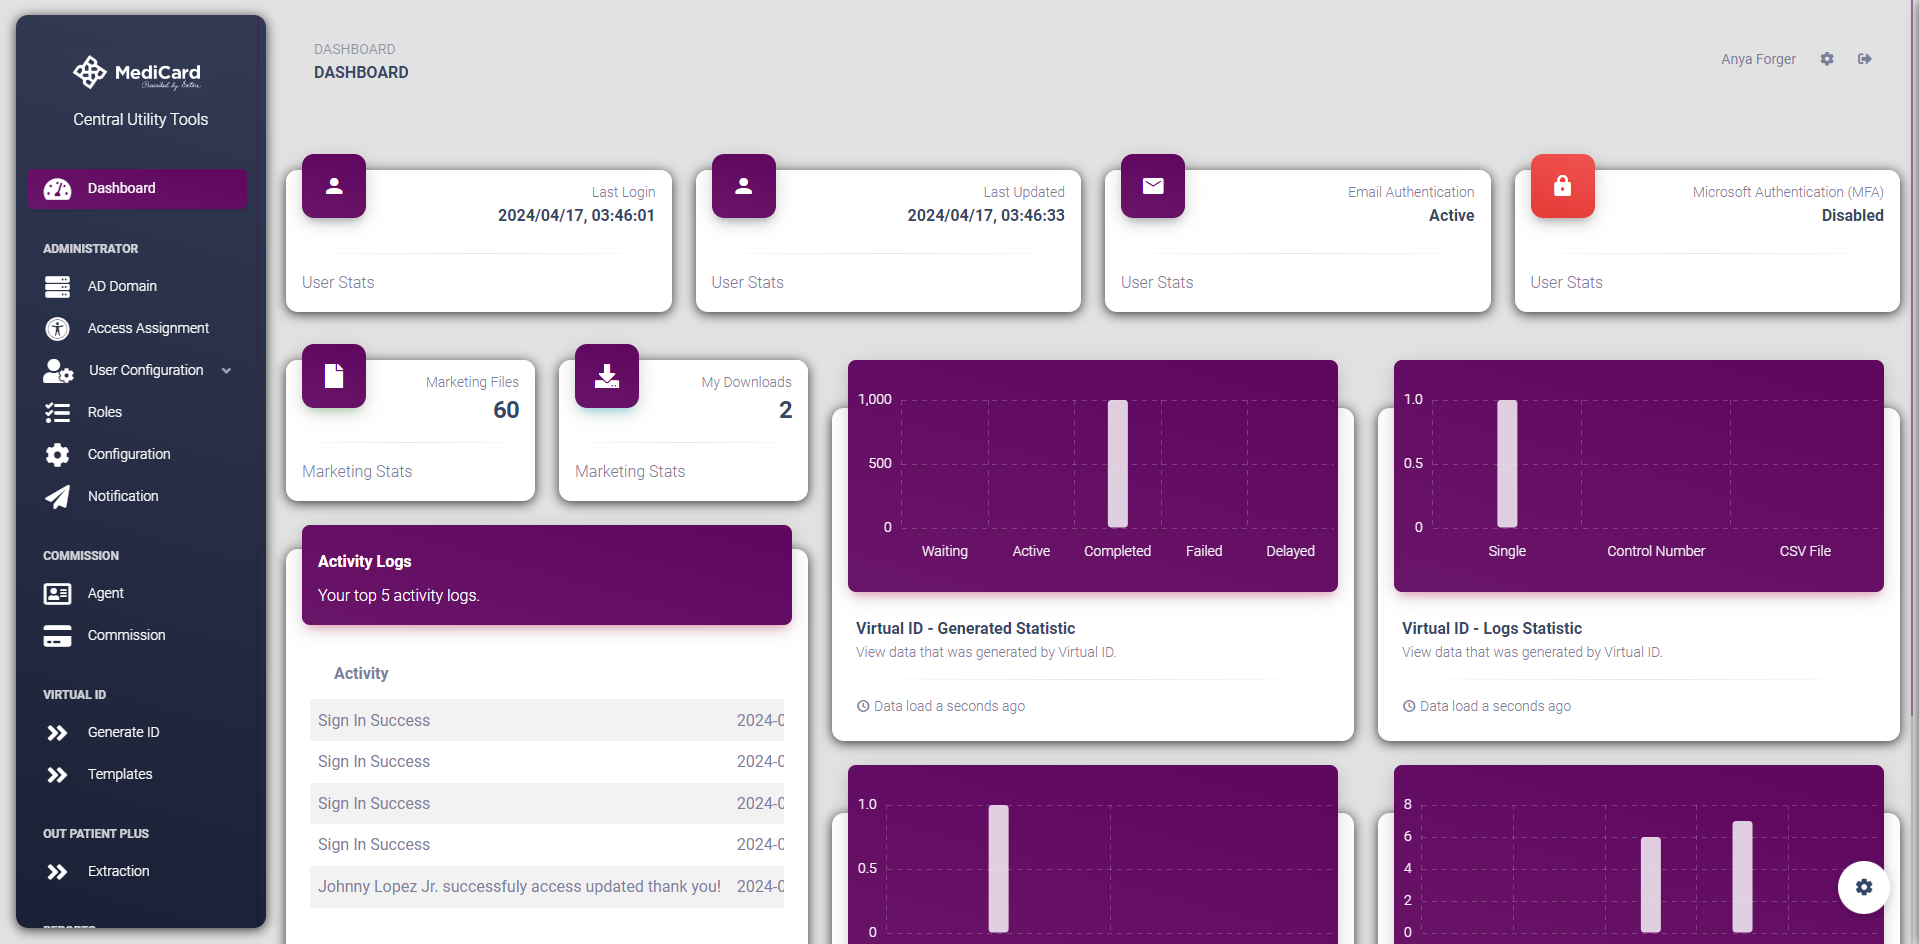 MediCard
Central Utility Tools
Dashboard
ADMINISTRATOR
AD Domain
Access Assignment
User Configuration
Roles
Configuration
Notification
COMMISSION
Agent
Commission
VIRTUAL ID
Generate ID
Templates
OUT PATIENT PLUS
Extraction
REPORTS
DASHBOARD
DASHBOARD
Anya Forger
Last Login
2024/04/17, 03:46:01
User Stats
Last Updated
2024/04/17, 03:46:33
User Stats
Email Authentication
Active
User Stats
Microsoft Authentication (MFA)
Disabled
User Stats
Marketing Files
60
Marketing Stats
My Downloads
2
Marketing Stats
Activity Logs
Your top 5 activity logs.
Activity
Sign In Success 2024-0
Sign In Success 2024-0
Sign In Success 2024-0
Sign In Success 2024-0
Johnny Lopez Jr. successfuly access updated thank you! 2024-0
1,000
500
0
Waiting Active Completed Failed Delayed
Virtual ID - Generated Statistic
View data that was generated by Virtual ID.
Data load a seconds ago
1.0
0.5
0
Single Control Number CSV File
Virtual ID - Logs Statistic
View data that was generated by Virtual ID.
Data load a seconds ago
1.0
0.5
0
8
6
4
2
0